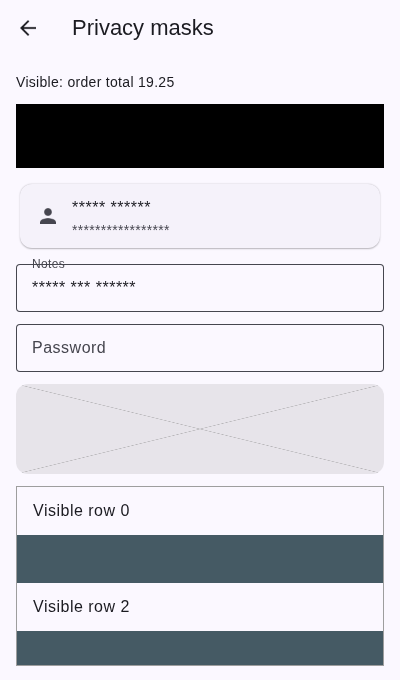 Privacy masks
Visible: order total 19.25
***** ******
*****************
Notes
***** *** ******
Password
Visible row 0
Visible row 2